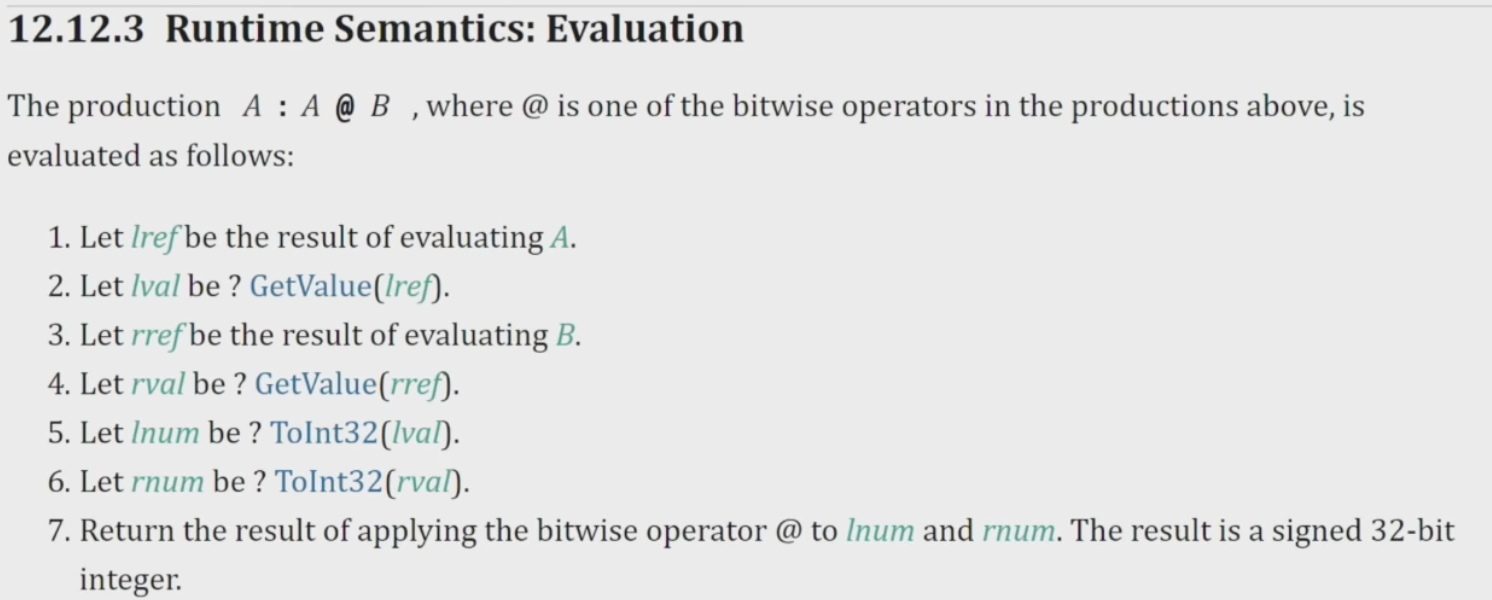 12.12.3 Runtime Semantics: Evaluation
The production A : A @ B , where @ is one of the bitwise operators in the productions above, is
evaluated as follows:
1. Let lref be the result of evaluating A.
2. Let lval be ? GetValue(lref).
3. Let rref be the result of evaluating B.
4. Let rval be ? GetValue(rref).
5. Let lnum be ? ToInt32(lval).
6. Let rnum be ? ToInt32(rval).
7. Return the result of applying the bitwise operator @ to lnum and rnum. The result is a signed 32-bit
integer.